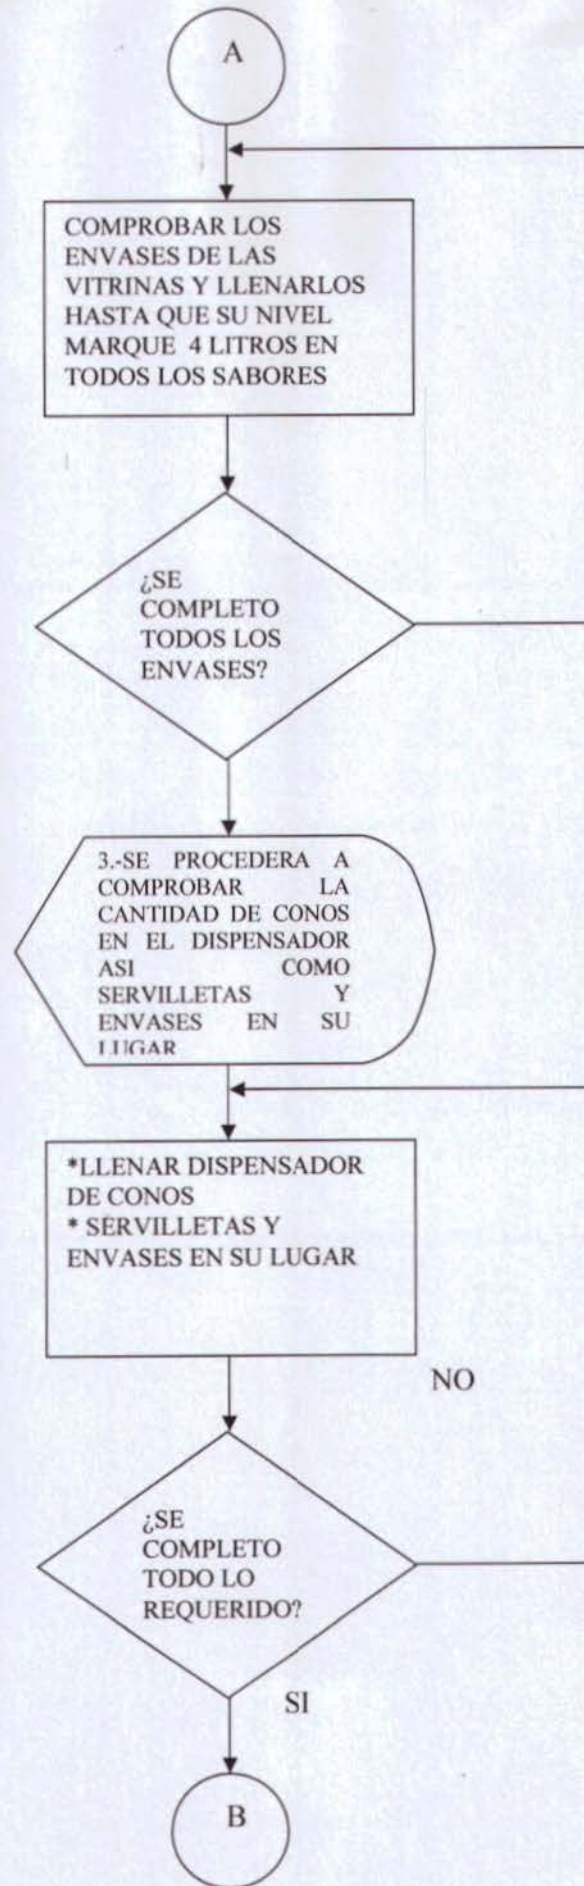 A
COMPROBAR LOS
ENVASES DE LAS
VITRINAS Y LLENARLOS
HASTA QUE SU NIVEL
MARQUE 4 LITROS EN
TODOS LOS SABORES
¿SE
COMPLETO
TODOS LOS
ENVASES?
3.-SE PROCEDERA A
COMPROBAR LA
CANTIDAD DE CONOS
EN EL DISPENSADOR
ASI COMO
SERVILLETAS Y
ENVASES EN SU
LUGAR
*LLENAR DISPENSADOR
DE CONOS
* SERVILLETAS Y
ENVASES EN SU LUGAR
NO
¿SE
COMPLETO
TODO LO
REQUERIDO?
SI
B